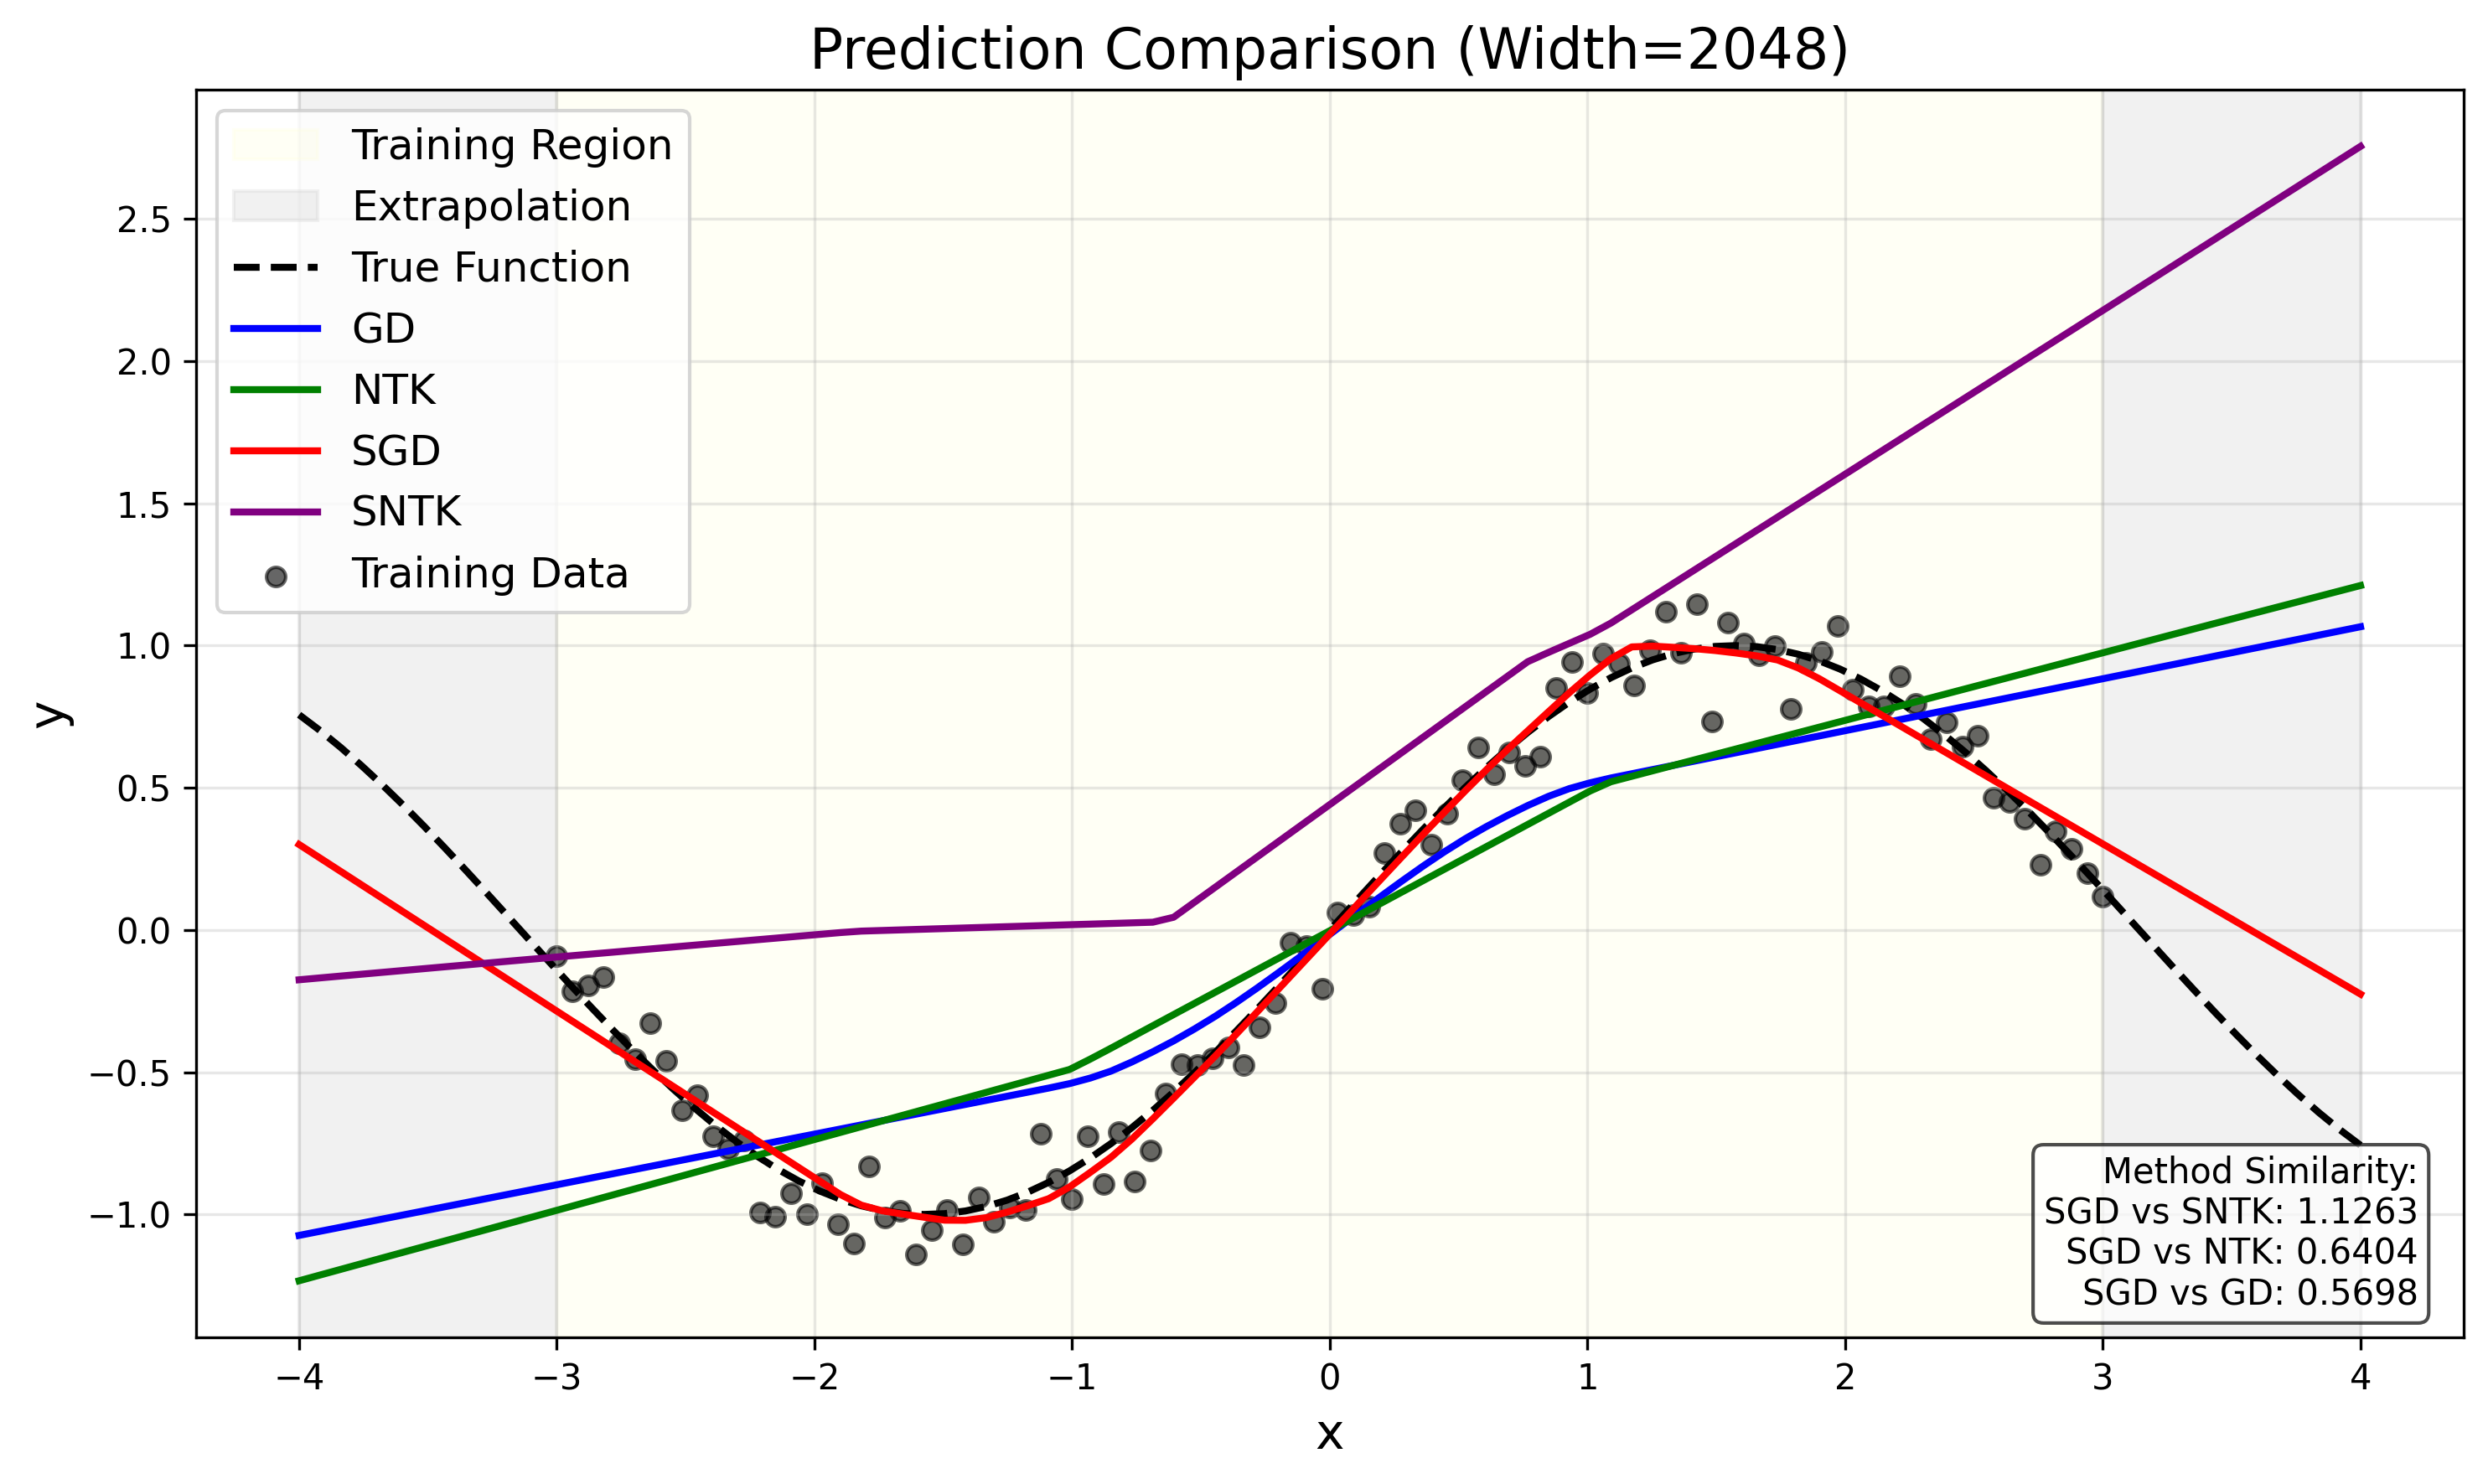 Prediction Comparison (Width=2048)
Training Region
Extrapolation
True Function
GD
NTK
SGD
SNTK
Training Data
y
2.5
2.0
1.5
1.0
0.5
0.0
−0.5
−1.0
Method Similarity:
SGD vs SNTK: 1.1263
SGD vs NTK: 0.6404
SGD vs GD: 0.5698
−4 −3 −2 −1 0 1 2 3 4
x